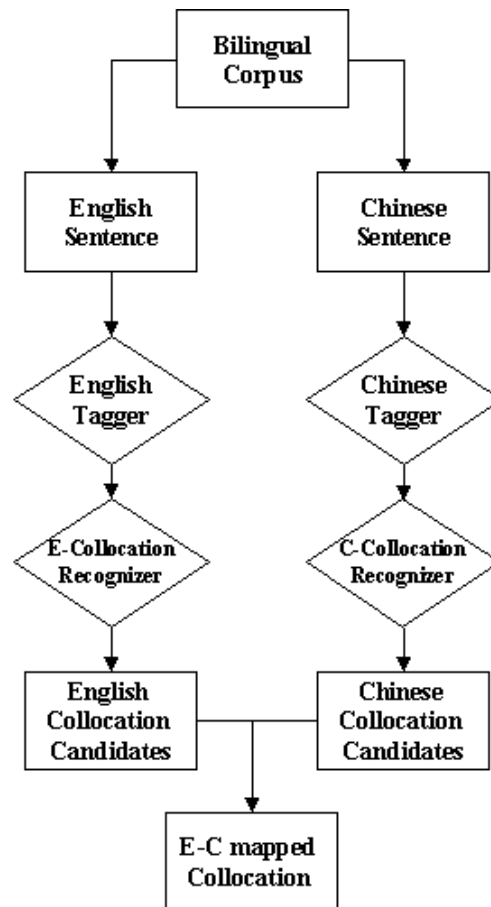 Bilingual
Corpus
English
Sentence
Chinese
Sentence
English
Tagger
Chinese
Tagger
E-Collocation
Recognizer
C-Collocation
Recognizer
English
Collocation
Candidates
Chinese
Collocation
Candidates
E-C mapped
Collocation